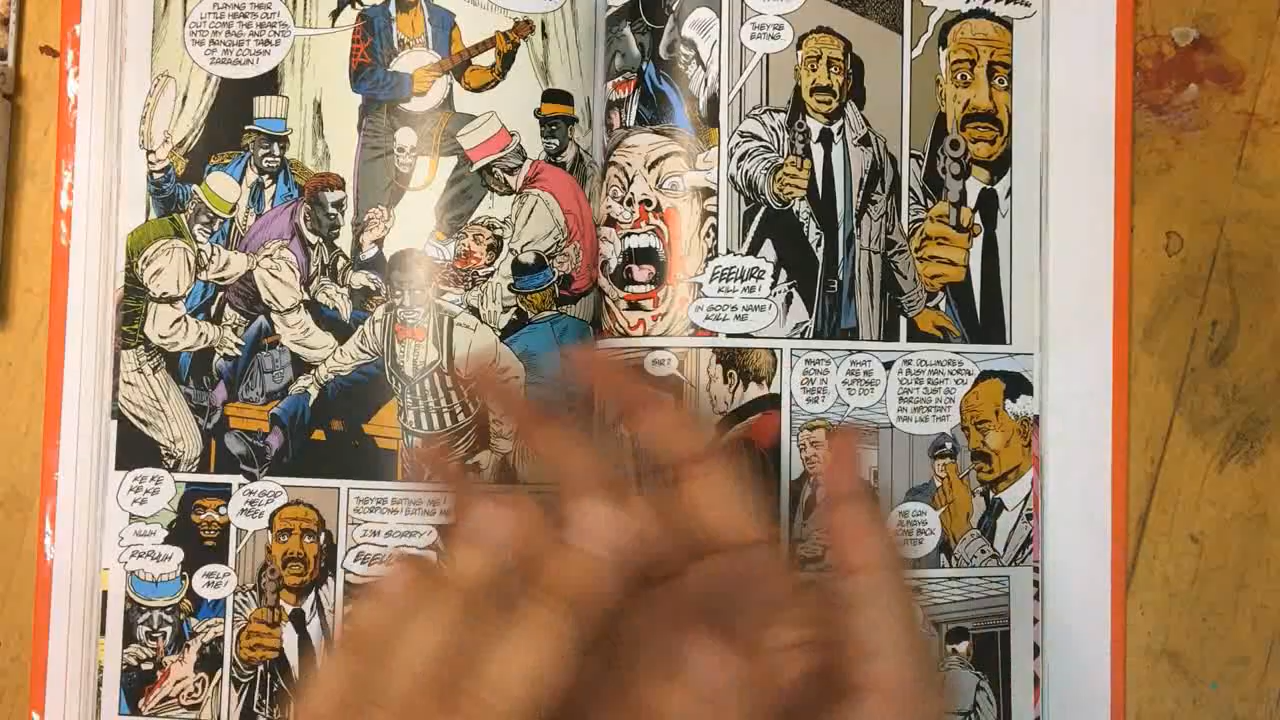 PLAYING THEIR
LITTLE HEARTS OUT!
OUT COME THE HEARTS,
INTO MY BAG, AND ONTO
THE BANQUET TABLE
OF MY COUSIN
ZARAGUIN!
KE KE
KE KE
KE
NUUH
RRRUUH
HELP
ME!
OH GOD
HELP
MEEE
THEY'RE EATING ME!
SCORPIONS! EATING ME
I'M SORRY!
THEY'RE
EATING.
EEEUURR
KILL ME!
IN GOD'S NAME!
KILL ME.
SIR?
WHAT'S
GOING
ON IN
THERE,
SIR?
WHAT
ARE WE
SUPPOSED
TO DO?
MR. DOLLIMORE'S
A BUSY MAN, NORDAU.
YOU'RE RIGHT. YOU
CAN'T JUST GO
BARGING IN ON
AN IMPORTANT
MAN LIKE THAT.
WE CAN
ALWAYS
COME BACK
LATER